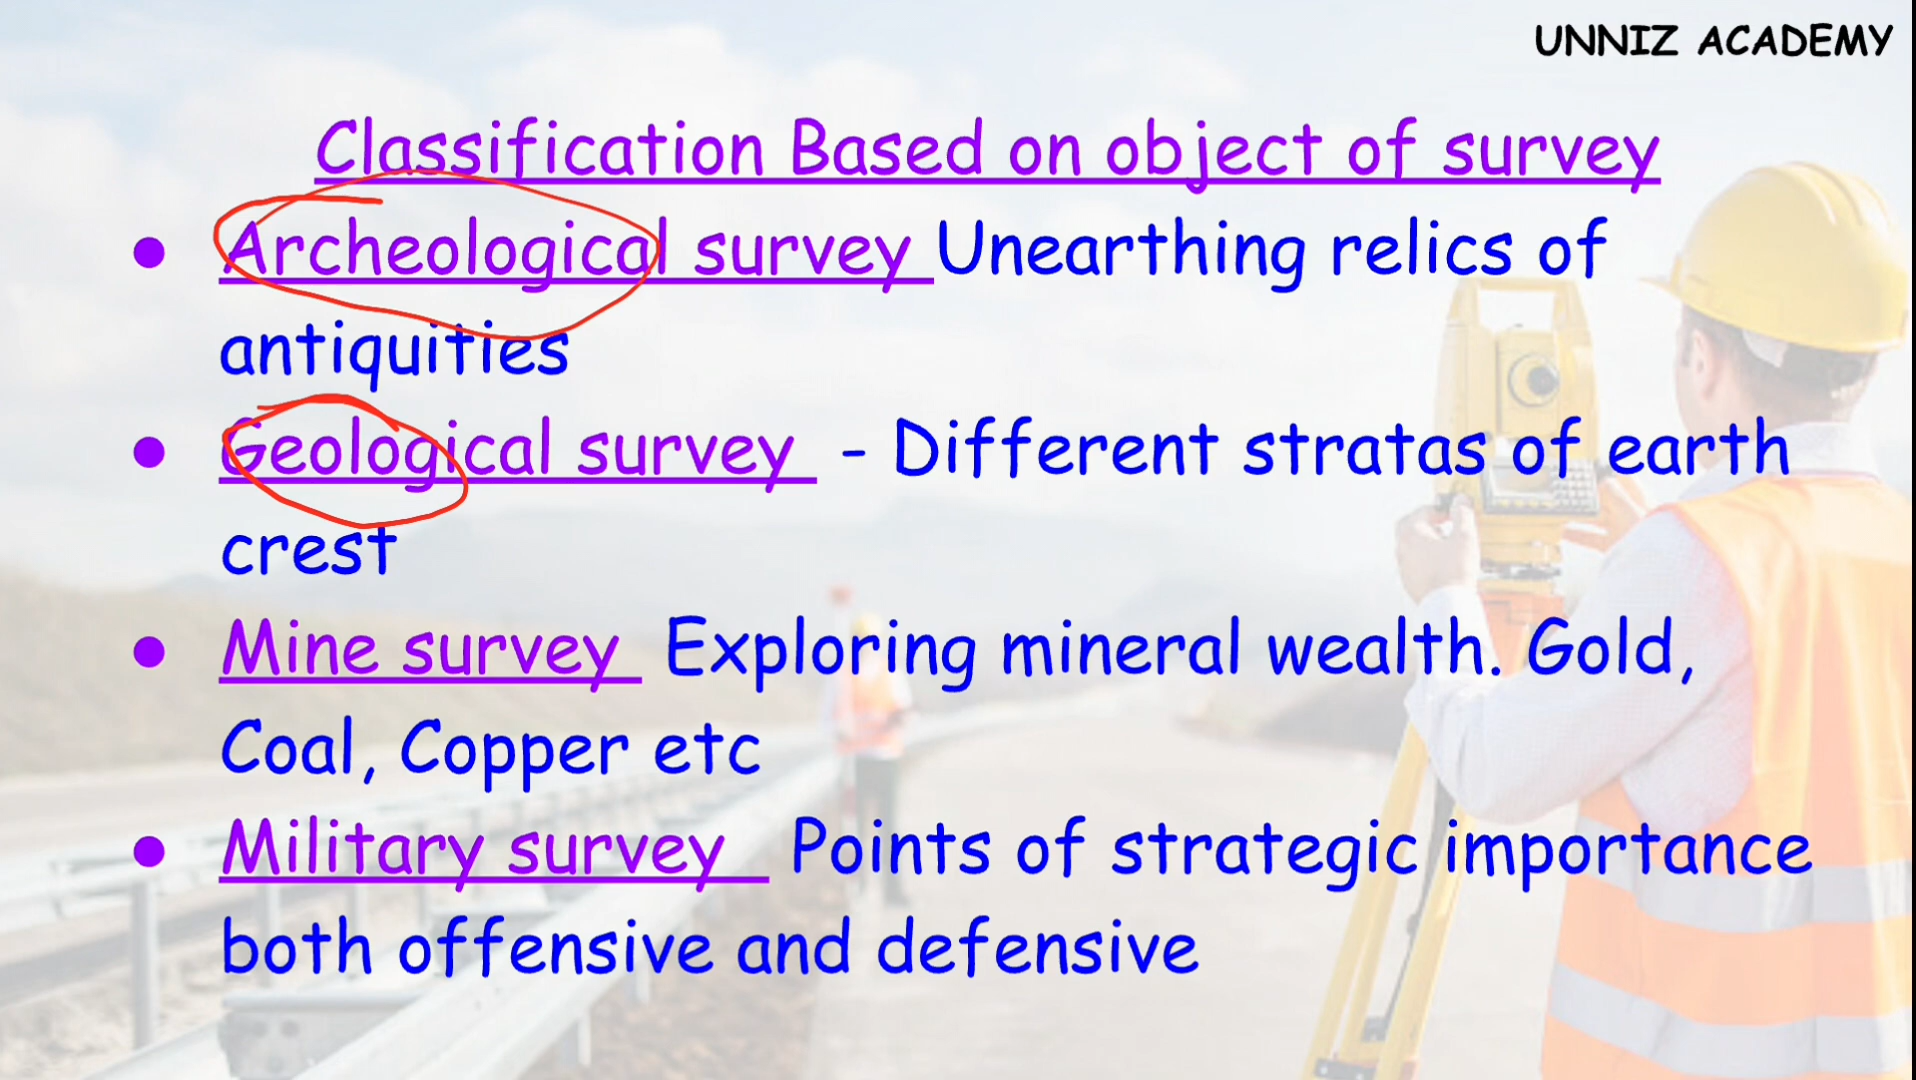 UNNIZ ACADEMY
Classification Based on object of survey
● Archeological survey Unearthing relics of
antiquities
● Geological survey - Different stratas of earth
crest
● Mine survey Exploring mineral wealth. Gold,
Coal, Copper etc
● Military survey Points of strategic importance
both offensive and defensive